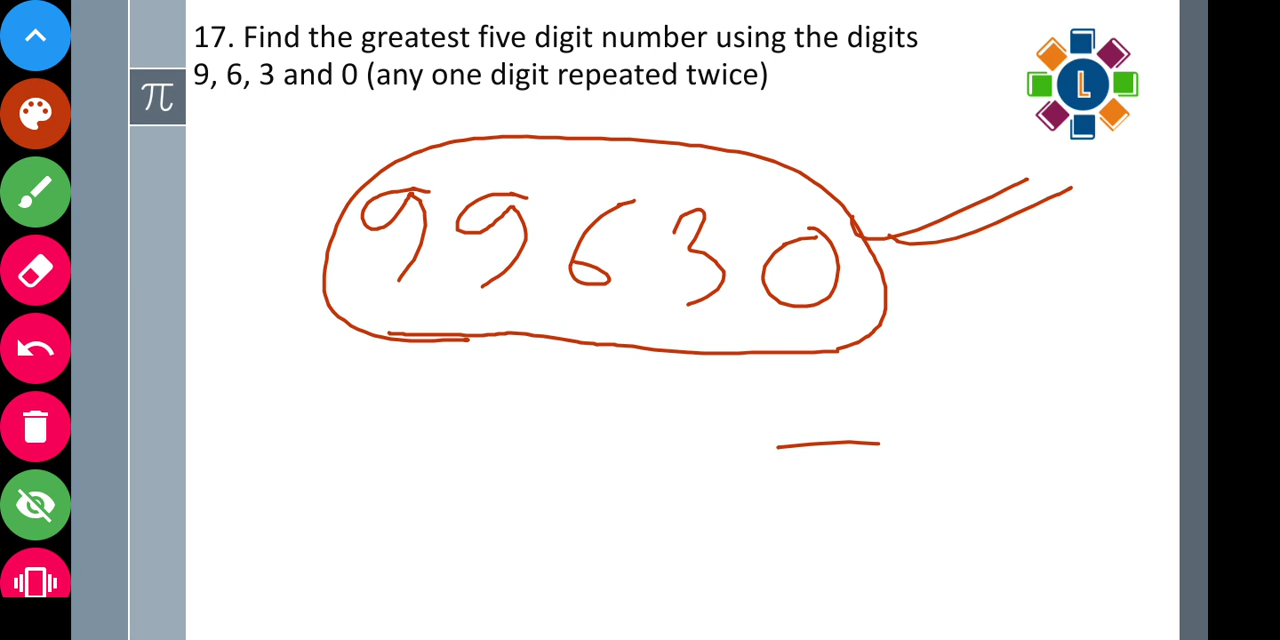 17. Find the greatest five digit number using the digits
9, 6, 3 and 0 (any one digit repeated twice)
π
L
99630